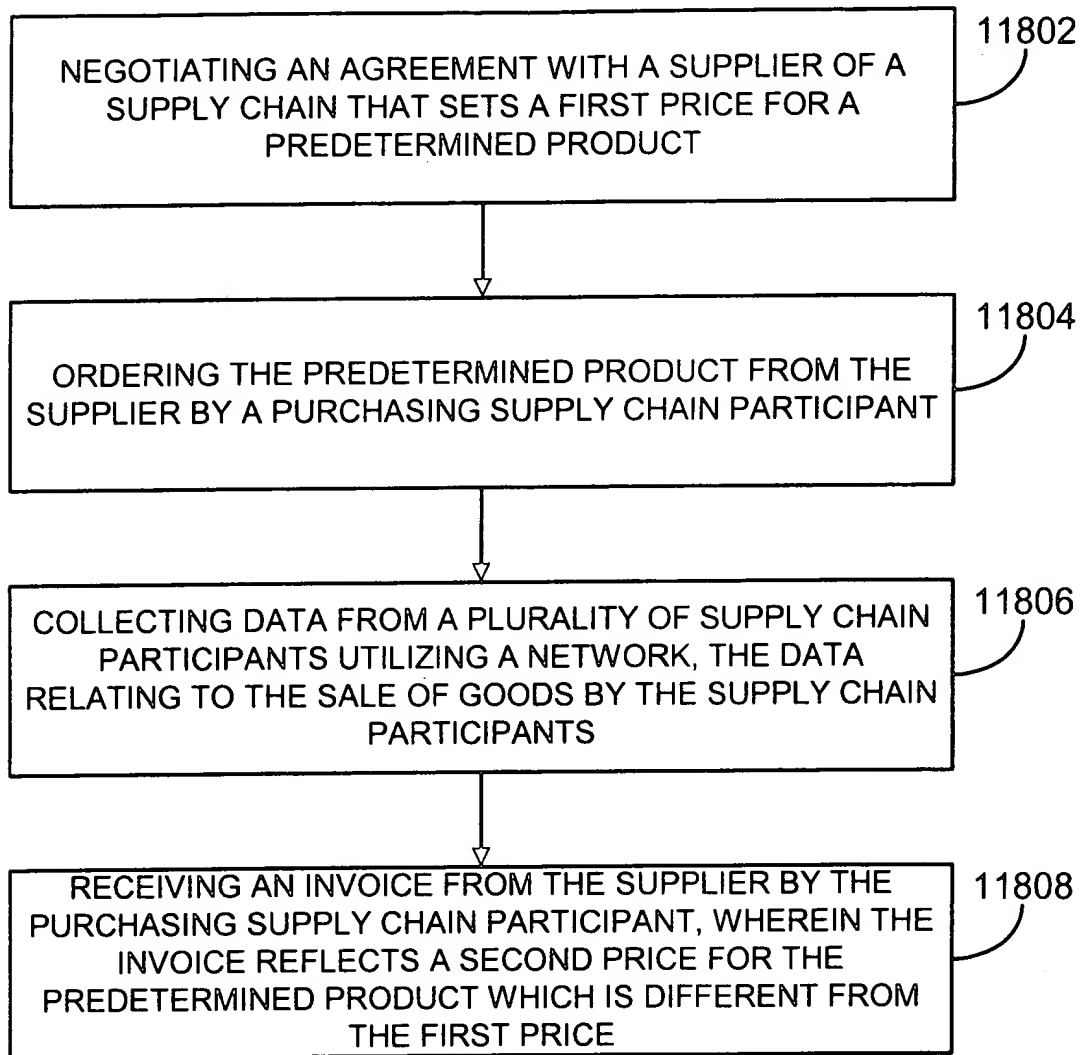 11802
NEGOTIATING AN AGREEMENT WITH A SUPPLIER OF A
SUPPLY CHAIN THAT SETS A FIRST PRICE FOR A
PREDETERMINED PRODUCT
11804
ORDERING THE PREDETERMINED PRODUCT FROM THE
SUPPLIER BY A PURCHASING SUPPLY CHAIN PARTICIPANT
11806
COLLECTING DATA FROM A PLURALITY OF SUPPLY CHAIN
PARTICIPANTS UTILIZING A NETWORK, THE DATA
RELATING TO THE SALE OF GOODS BY THE SUPPLY CHAIN
PARTICIPANTS
11808
RECEIVING AN INVOICE FROM THE SUPPLIER BY THE
PURCHASING SUPPLY CHAIN PARTICIPANT, WHEREIN THE
INVOICE REFLECTS A SECOND PRICE FOR THE
PREDETERMINED PRODUCT WHICH IS DIFFERENT FROM
THE FIRST PRICE